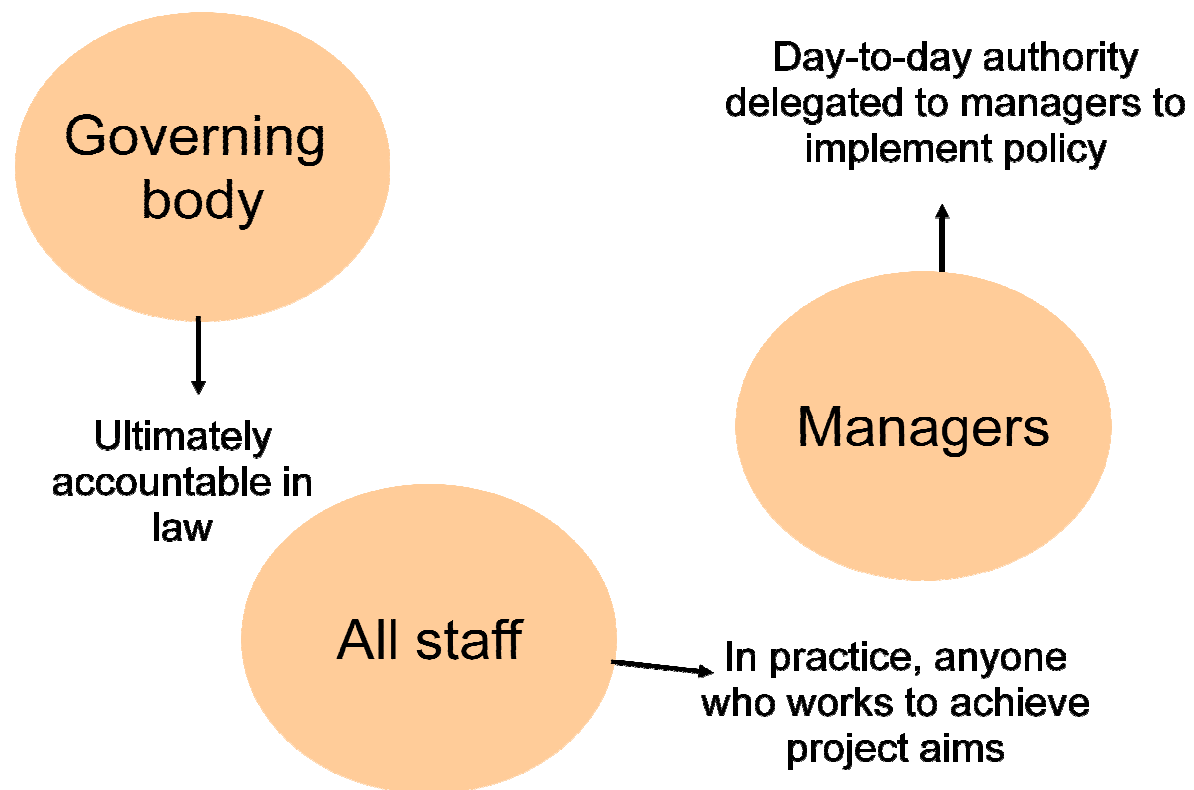 Governing
body
Ultimately
accountable in
law
Day-to-day authority
delegated to managers to
implement policy
Managers
All staff
In practice, anyone
who works to achieve
project aims